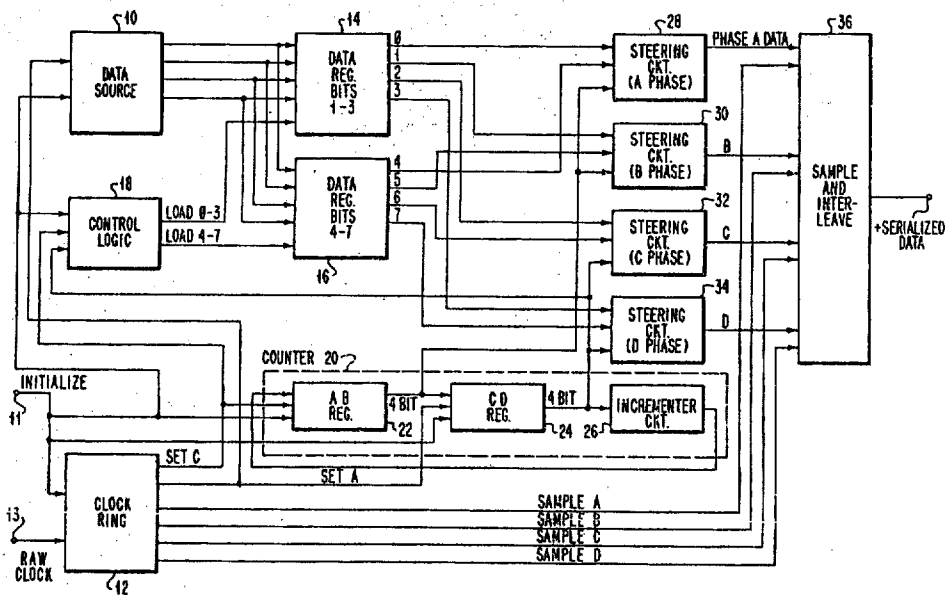 10
DATA
SOURCE
14
DATA
REG.
BITS
1-3
0
1
2
3
28
STEERING
CKT.
(A PHASE)
PHASE A DATA
36
SAMPLE
AND
INTER-
LEAVE
+SERIALIZED
DATA
30
STEERING
CKT.
(B PHASE)
B
18
CONTROL
LOGIC
LOAD 0-3
LOAD 4-7
DATA
REG.
BITS
4-7
16
4
5
6
7
32
STEERING
CKT.
(C PHASE)
C
34
STEERING
CKT.
(D PHASE)
D
COUNTER 20
INITIALIZE
11
A B
REG.
22
4 BIT
C D
REG.
24
4 BIT
INCREMENTER
CKT.
26
SET C
SET A
13
RAW
CLOCK
CLOCK
RING
12
SAMPLE A
SAMPLE B
SAMPLE C
SAMPLE D